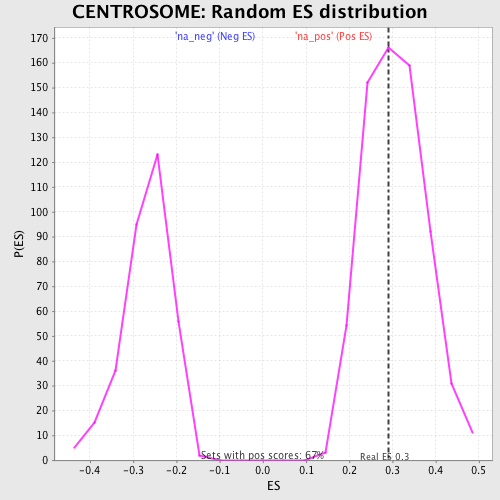 CENTROSOME: Random ES distribution
'na_neg' (Neg ES) 'na_pos' (Pos ES)
170
160
150
140
130
120
110
100
90
80
70
60
50
40
30
20
10
0
P(ES)
Sets with pos scores: 67%
Real ES 0.3
-0.4 -0.3 -0.2 -0.1 0.0 0.1 0.2 0.3 0.4 0.5
ES